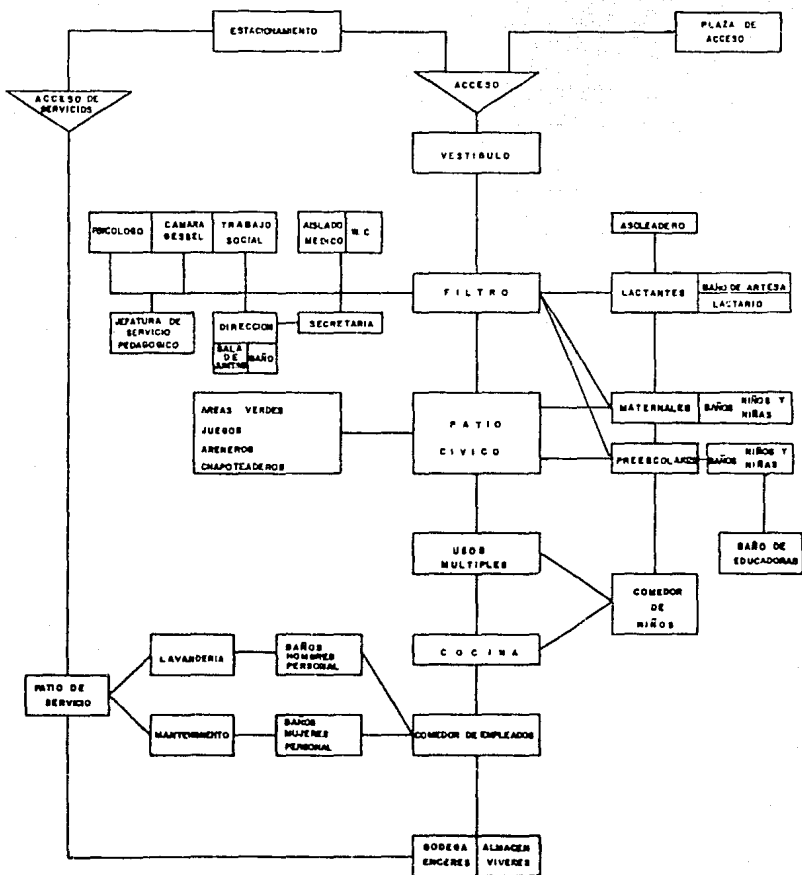 ESTACIONAMIENTO
PLAZA DE
ACCESO
ACCESO DE
SERVICIOS
ACCESO
VESTIBULO
PSICOLOGO
CAMARA
GESSEL
TRABAJO
SOCIAL
AISLADO
MEDICO
W.C
ASOLEADERO
FILTRO
LACTANTES
BAÑO DE ARTESA
LACTARIO
JEFATURA DE
SERVICIO
PEDAGOGICO
DIRECCION
SALA
DE
JUNTAS
BAÑO
SECRETARIA
AREAS VERDES
JUEGOS
ARENEROS
CHAPOTEADEROS
PATIO
CIVICO
MATERNALES
BAÑOS NIÑOS Y
NIÑAS
PREESCOLARES
BAÑOS NIÑOS Y
NIÑAS
USOS
MULTIPLES
BAÑO DE
EDUCADORAS
COMEDOR
DE
NIÑOS
LAVANDERIA
BAÑOS
HOMBRES
PERSONAL
COCINA
PATIO DE
SERVICIO
MANTENIMIENTO
BAÑOS
MUJERES
PERSONAL
COMEDOR DE EMPLEADOS
BODEGA
ENCERES
ALMACEN
VIVERES